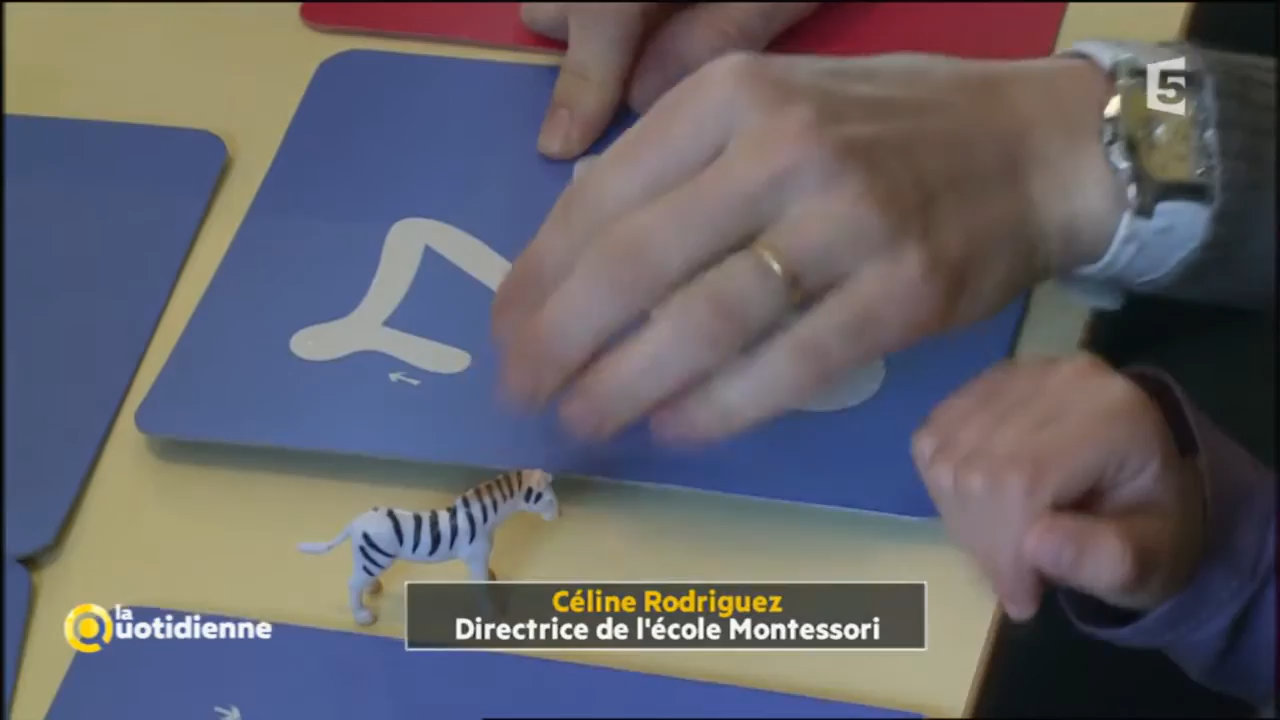 5
Céline Rodriguez
Directrice de l'école Montessori
la Quotidienne